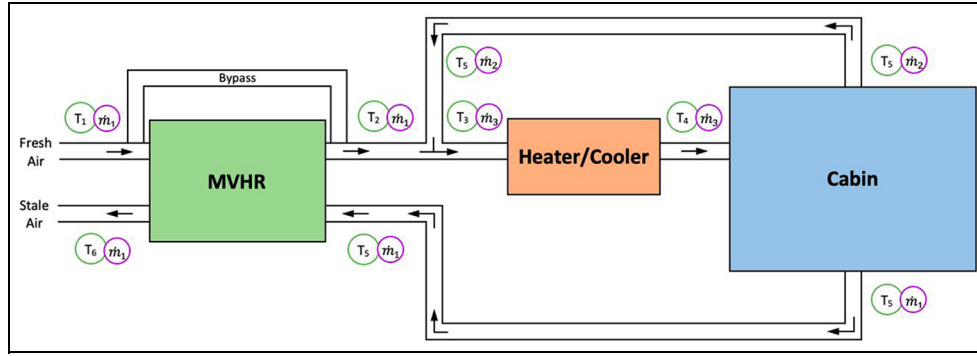 T₅ ṁ₂
T₅ ṁ₂
Bypass
T₁ ṁ₁
T₂ ṁ₁
T₃ ṁ₃
T₄ ṁ₃
Fresh
Air
Heater/Cooler
MVHR
Cabin
Stale
Air
T₆ ṁ₁
T₅ ṁ₁
T₅ ṁ₁